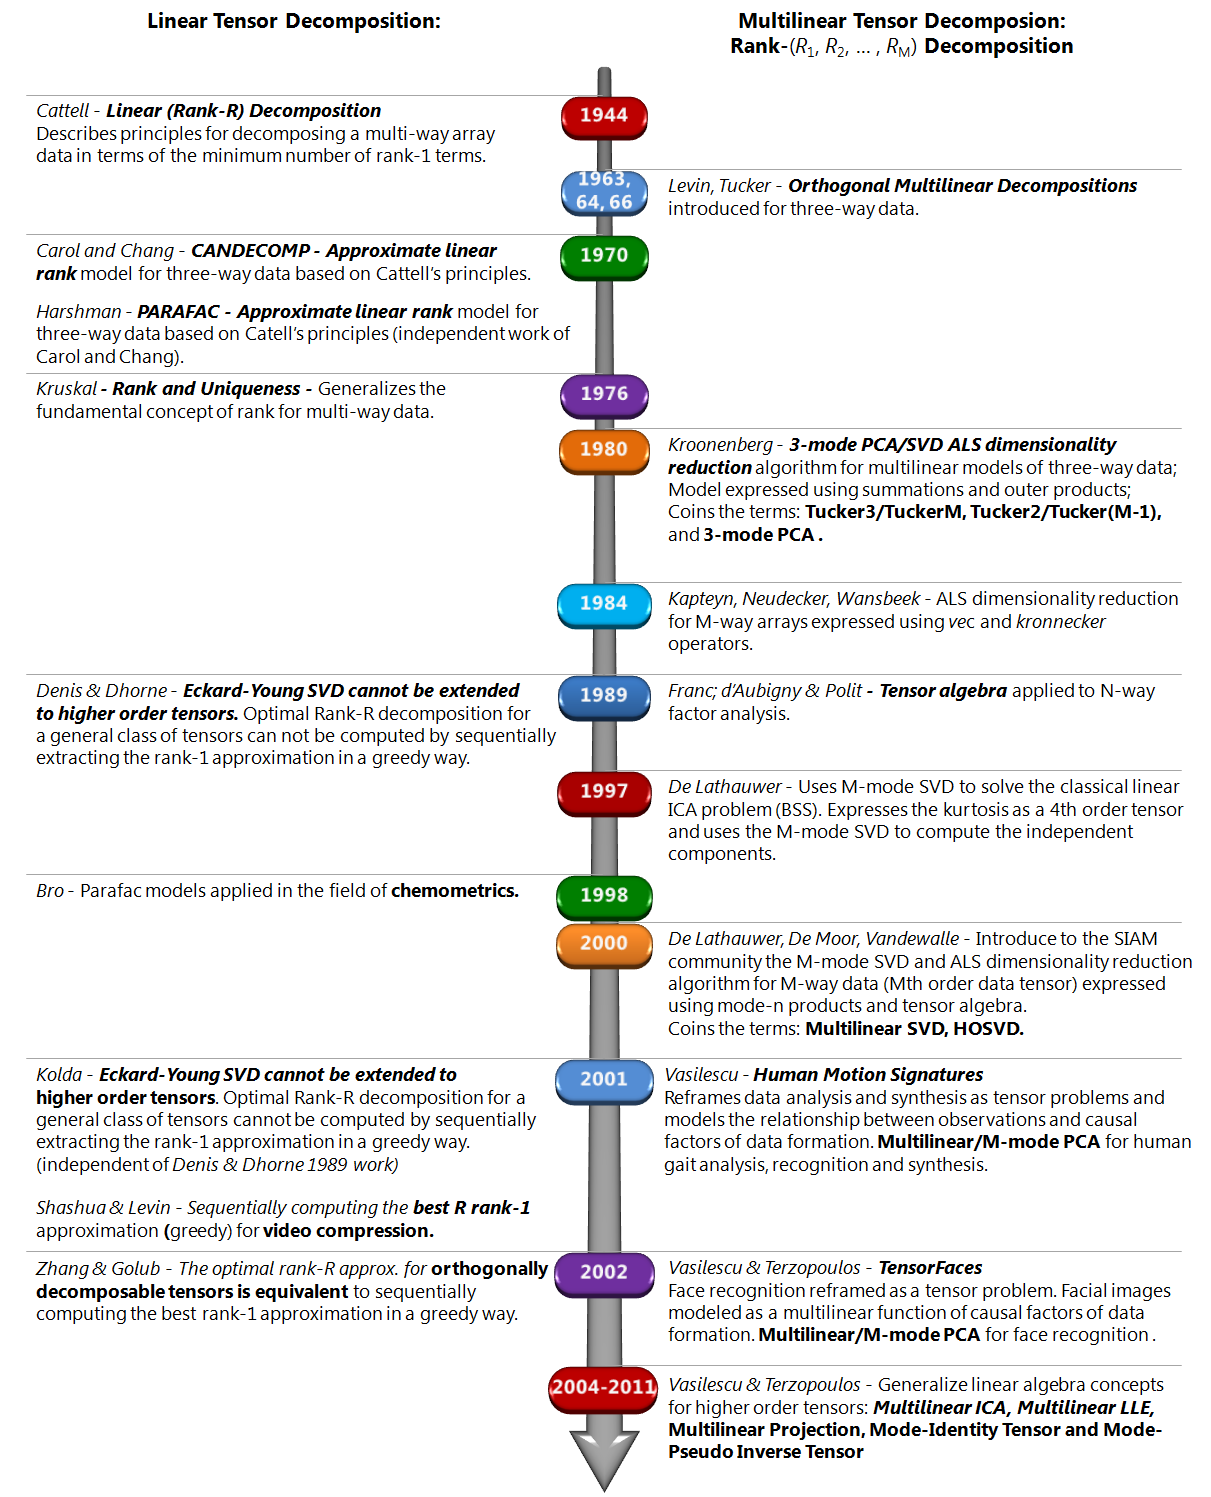 Linear Tensor Decomposition:
Multilinear Tensor Decomposion:
Rank-(R1, R2, ... , RM) Decomposition
1944
Cattell - Linear (Rank-R) Decomposition
Describes principles for decomposing a multi-way array
data in terms of the minimum number of rank-1 terms.
1963,
64, 66
Levin, Tucker - Orthogonal Multilinear Decompositions
introduced for three-way data.
1970
Carol and Chang - CANDECOMP - Approximate linear
rank model for three-way data based on Cattell's principles.
Harshman - PARAFAC - Approximate linear rank model for
three-way data based on Catell's principles (independent work of
Carol and Chang).
1976
Kruskal - Rank and Uniqueness - Generalizes the
fundamental concept of rank for multi-way data.
1980
Kroonenberg - 3-mode PCA/SVD ALS dimensionality
reduction algorithm for multilinear models of three-way data;
Model expressed using summations and outer products;
Coins the terms: Tucker3/TuckerM, Tucker2/Tucker(M-1),
and 3-mode PCA .
1984
Kapteyn, Neudecker, Wansbeek - ALS dimensionality reduction
for M-way arrays expressed using vec and kronnecker
operators.
1989
Denis & Dhorne - Eckard-Young SVD cannot be extended
to higher order tensors. Optimal Rank-R decomposition for
a general class of tensors can not be computed by sequentially
extracting the rank-1 approximation in a greedy way.
Franc; d'Aubigny & Polit - Tensor algebra applied to N-way
factor analysis.
1997
De Lathauwer - Uses M-mode SVD to solve the classical linear
ICA problem (BSS). Expresses the kurtosis as a 4th order tensor
and uses the M-mode SVD to compute the independent
components.
1998
Bro - Parafac models applied in the field of chemometrics.
2000
De Lathauwer, De Moor, Vandewalle - Introduce to the SIAM
community the M-mode SVD and ALS dimensionality reduction
algorithm for M-way data (Mth order data tensor) expressed
using mode-n products and tensor algebra.
Coins the terms: Multilinear SVD, HOSVD.
2001
Kolda - Eckard-Young SVD cannot be extended to
higher order tensors. Optimal Rank-R decomposition for a
general class of tensors cannot be computed by sequentially
extracting the rank-1 approximation in a greedy way.
(independent of Denis & Dhorne 1989 work)
Shashua & Levin - Sequentially computing the best R rank-1
approximation (greedy) for video compression.
Vasilescu - Human Motion Signatures
Reframes data analysis and synthesis as tensor problems and
models the relationship between observations and causal
factors of data formation. Multilinear/M-mode PCA for human
gait analysis, recognition and synthesis.
2002
Zhang & Golub - The optimal rank-R approx. for orthogonally
decomposable tensors is equivalent to sequentially
computing the best rank-1 approximation in a greedy way.
Vasilescu & Terzopoulos - TensorFaces
Face recognition reframed as a tensor problem. Facial images
modeled as a multilinear function of causal factors of data
formation. Multilinear/M-mode PCA for face recognition .
2004-2011
Vasilescu & Terzopoulos - Generalize linear algebra concepts
for higher order tensors: Multilinear ICA, Multilinear LLE,
Multilinear Projection, Mode-Identity Tensor and Mode-
Pseudo Inverse Tensor